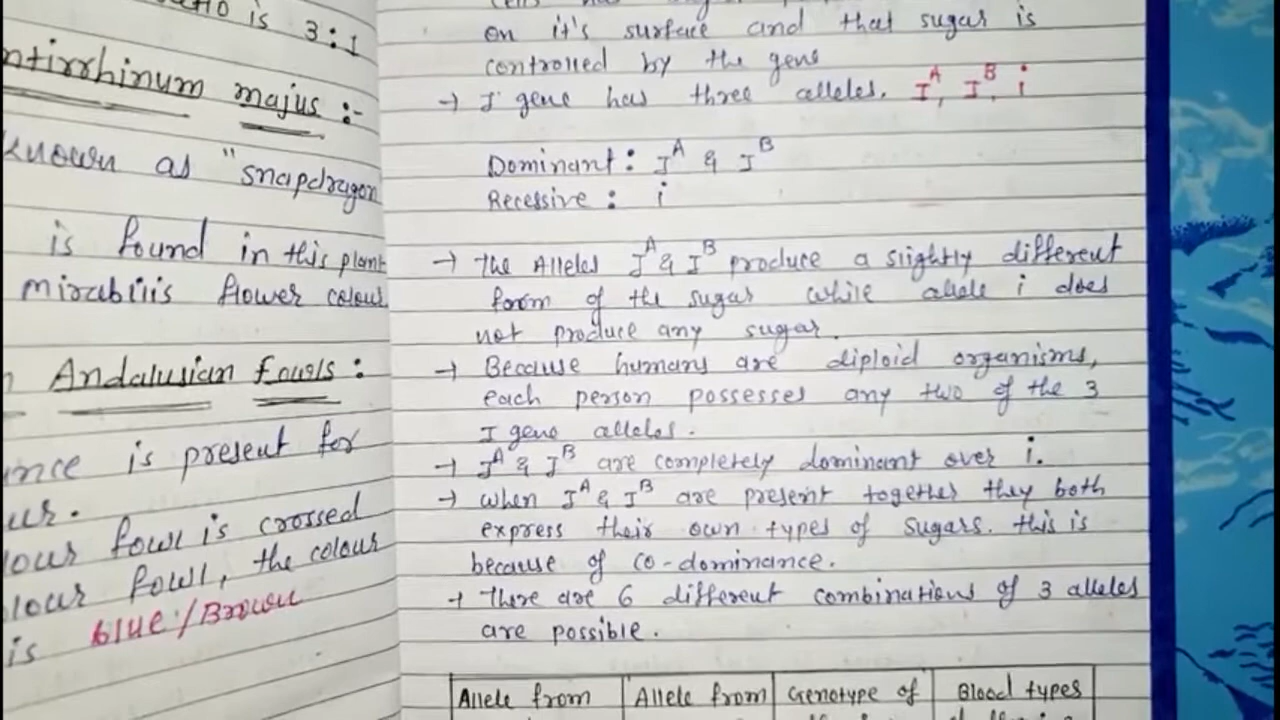 is 3:1
majus :-
known as "snapdragon
is found in this plant
mirabilis flower colour
Andalusian Fowls :
is present for
fowl is crossed
fowl, the colour
is blue/Brown
on it's surface and that sugar is
controlled by the gene
→ I gene has three alleles. I^A, I^B, i
Dominant : I^A & I^B
Recessive : i
→ The Alleles I^A & I^B produce a slightly different
form of the sugar while allele i does
not produce any sugar.
→ Because humans are diploid organisms,
each person possesses any two of the 3
I gene alleles.
→ I^A & I^B are completely dominant over i.
→ when I^A & I^B are present together they both
express their own types of sugars. this is
because of co-dominance.
→ There are 6 different combinations of 3 alleles
are possible.
Allele from | Allele from | Genotype of | Blood types